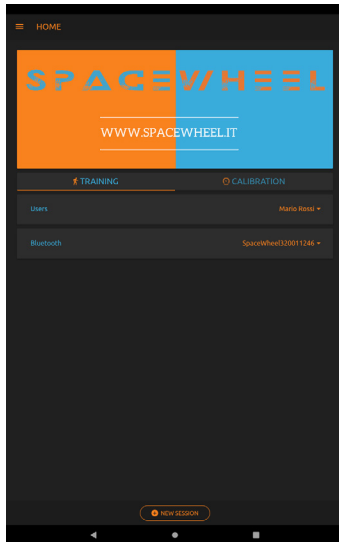 HOME
SPACEWHEEL
WWW.SPACEWHEEL.IT
TRAINING CALIBRATION
Users Mario Rossi
Bluetooth SpaceWheel320011246
NEW SESSION